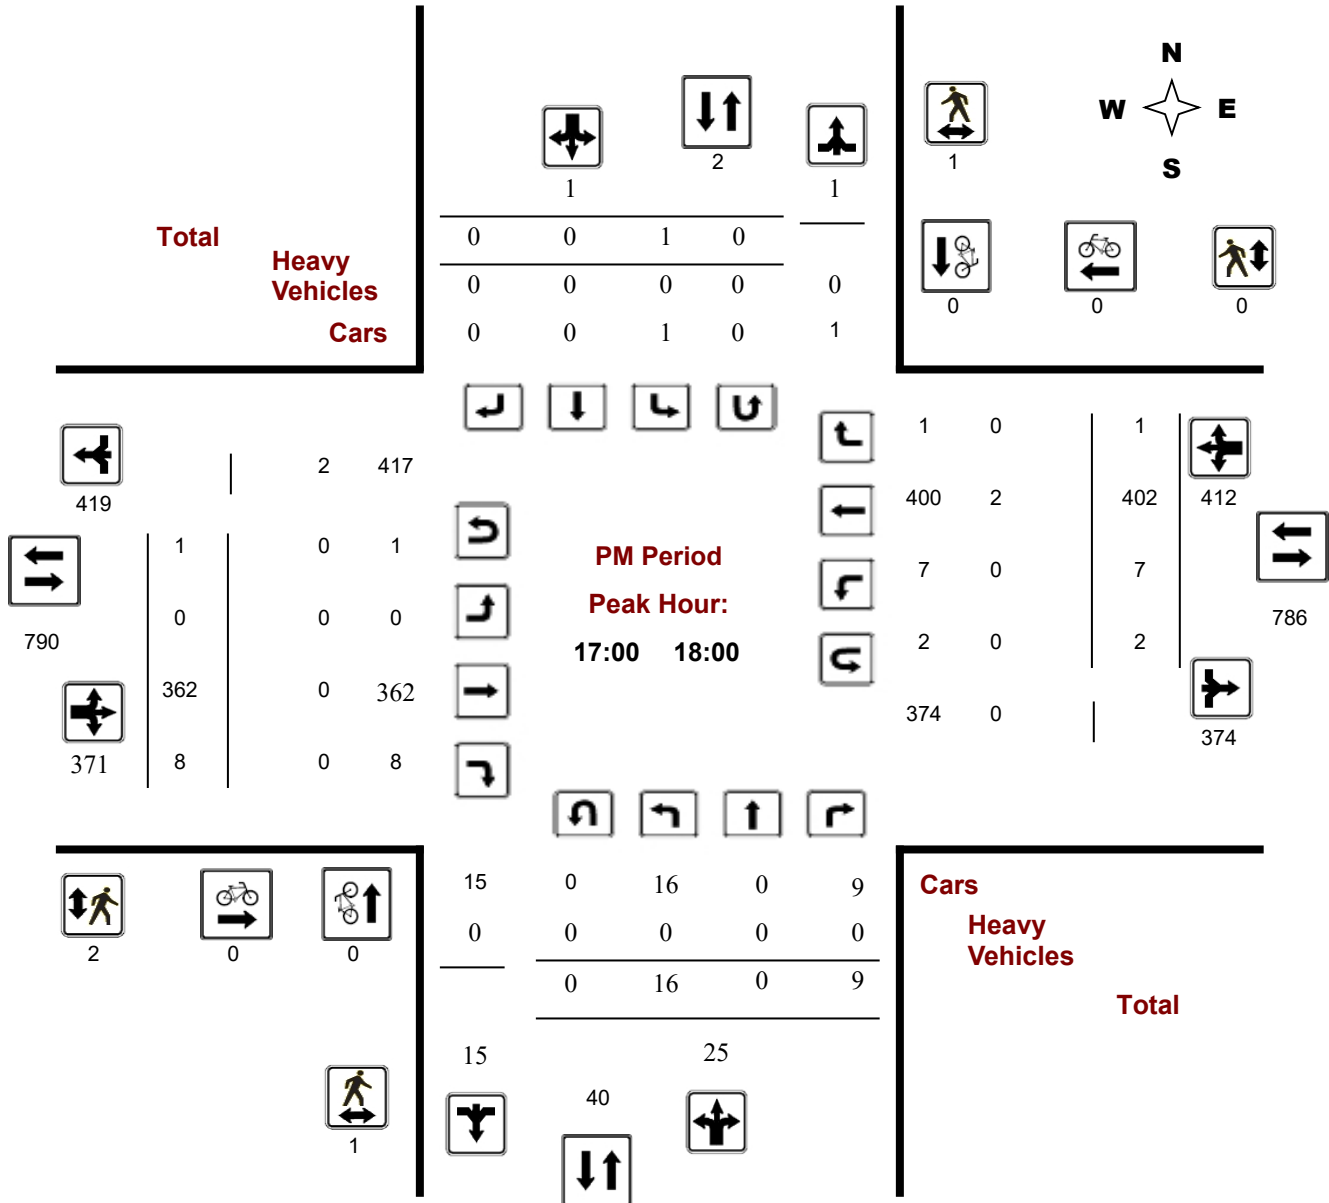 N
W E
S
2
1
1 1
Total 0 0 1 0
Heavy
Vehicles 0 0 0 0 0
Cars 0 0 1 0 1
0 0 0
1 0 1
2 417
419 400 2 402 412
1 0 1
PM Period
7 0 7
Peak Hour:
0 0 0
790 786
17:00 18:00
2 0 2
362 0 362
374 0 374
371 8 0 8
15 0 16 0 9 Cars
0 0 0 0 0 Heavy
Vehicles
2 0 0
0 16 0 9 Total
15 25
40
1